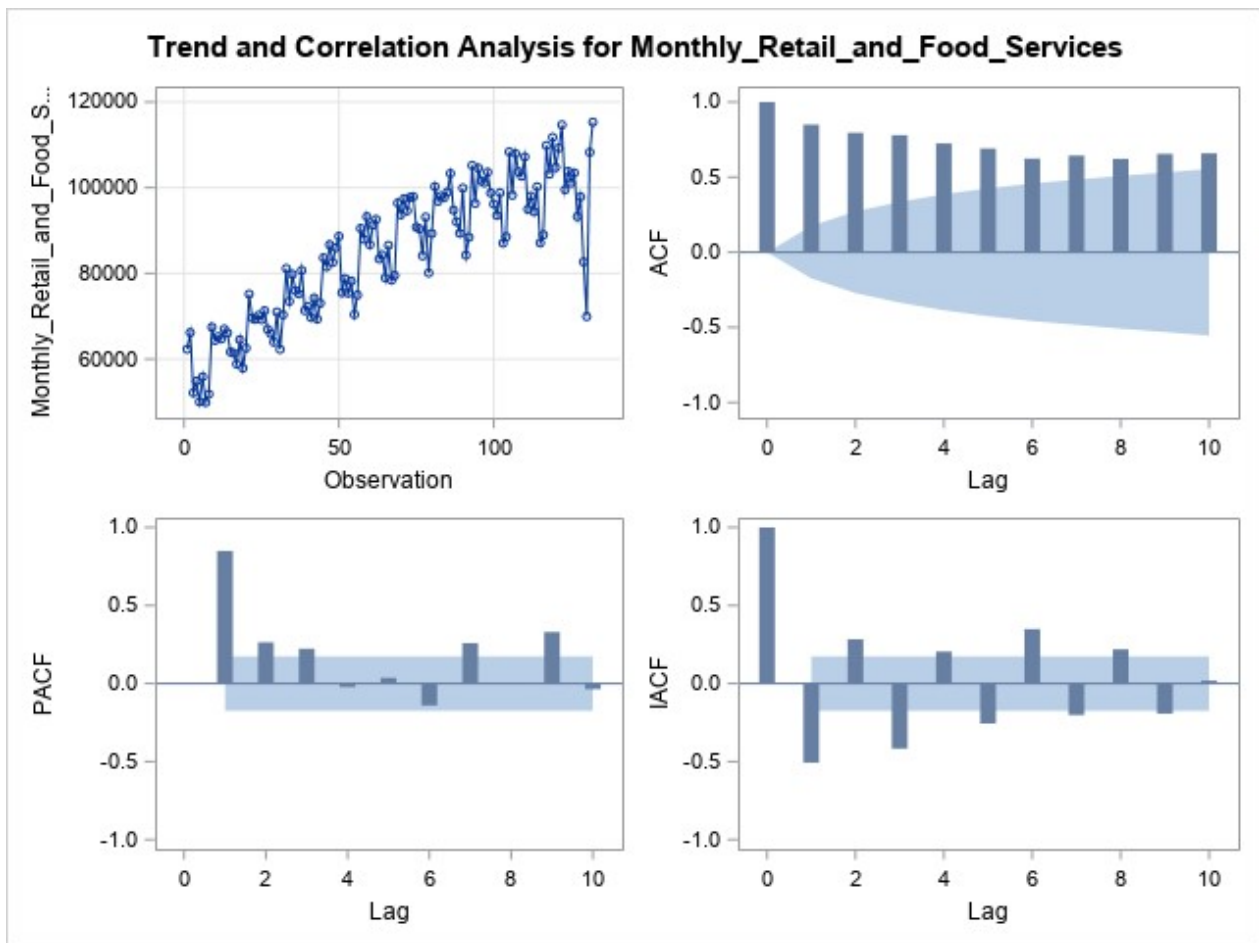 Trend and Correlation Analysis for Monthly_Retail_and_Food_Services
Monthly_Retail_and_Food_S...
120000
100000
80000
60000
0 50 100
Observation
ACF
1.0
0.5
0.0
-0.5
-1.0
0 2 4 6 8 10
Lag
PACF
1.0
0.5
0.0
-0.5
-1.0
0 2 4 6 8 10
Lag
IACF
1.0
0.5
0.0
-0.5
-1.0
0 2 4 6 8 10
Lag